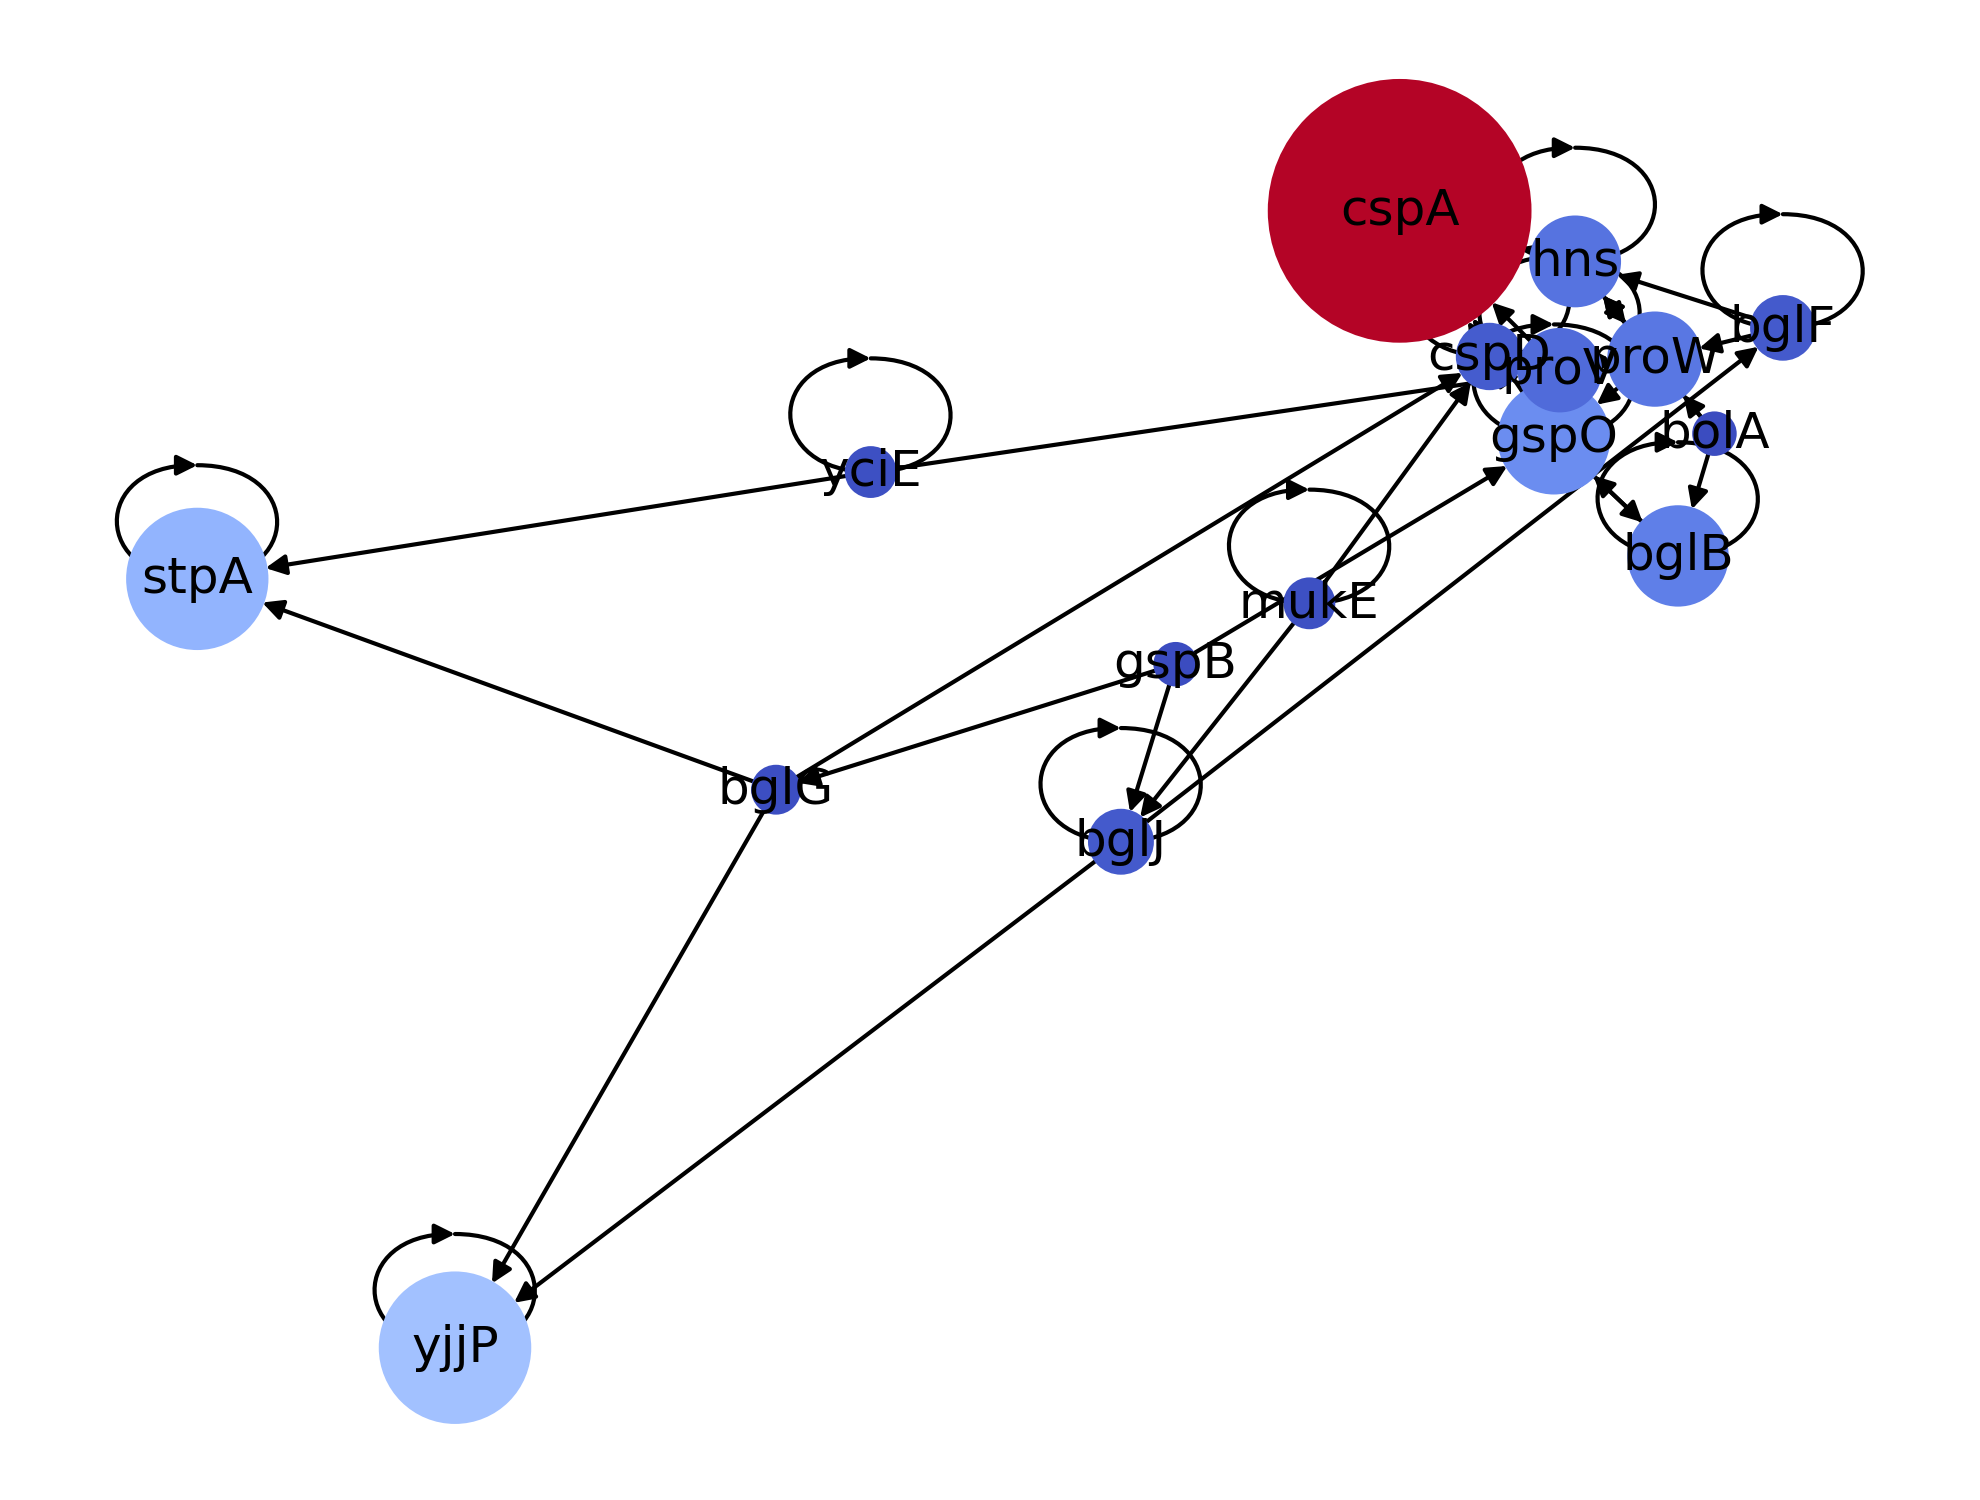 cspA
hns
bglF
cspD
proV
proW
gspO
bolA
yciE
bglB
stpA
mukE
gspB
bglG
bglJ
yjjP